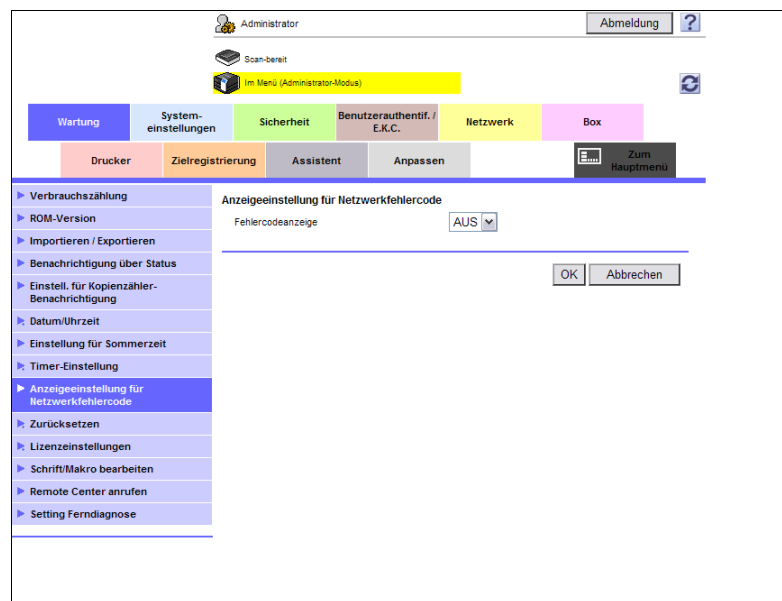 Administrator
Abmeldung
?
Scan-bereit
Im Menü (Administrator-Modus)
Wartung
System-
einstellungen
Sicherheit
Benutzerauthentif. /
E.K.C.
Netzwerk
Box
Drucker
Zielregistrierung
Assistent
Anpassen
Zum
Hauptmenü
Verbrauchszählung
ROM-Version
Importieren / Exportieren
Benachrichtigung über Status
Einstell. für Kopienzähler-
Benachrichtigung
Datum/Uhrzeit
Einstellung für Sommerzeit
Timer-Einstellung
Anzeigeeinstellung für
Netzwerkfehlercode
Zurücksetzen
Lizenzeinstellungen
Schrift/Makro bearbeiten
Remote Center anrufen
Setting Ferndiagnose
Anzeigeeinstellung für Netzwerkfehlercode
Fehlercodeanzeige
AUS
OK
Abbrechen